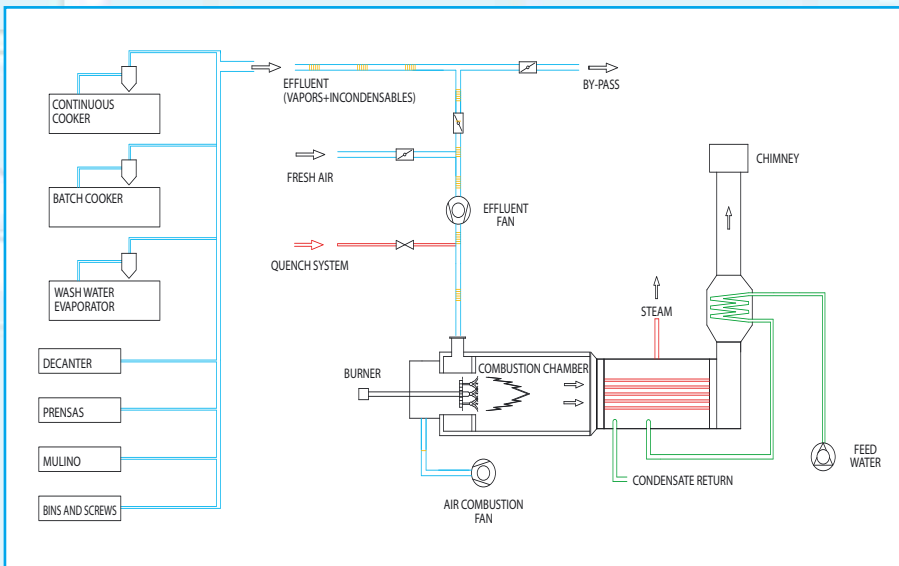 CONTINUOUS
COOKER
BATCH COOKER
WASH WATER
EVAPORATOR
DECANTER
PRENSAS
MULINO
BINS AND SCREWS
EFFLUENT
(VAPORS+INCONDENSABLES)
BY-PASS
FRESH AIR
EFFLUENT
FAN
QUENCH SYSTEM
CHIMNEY
STEAM
BURNER
COMBUSTION CHAMBER
AIR COMBUSTION
FAN
CONDENSATE RETURN
FEED
WATER